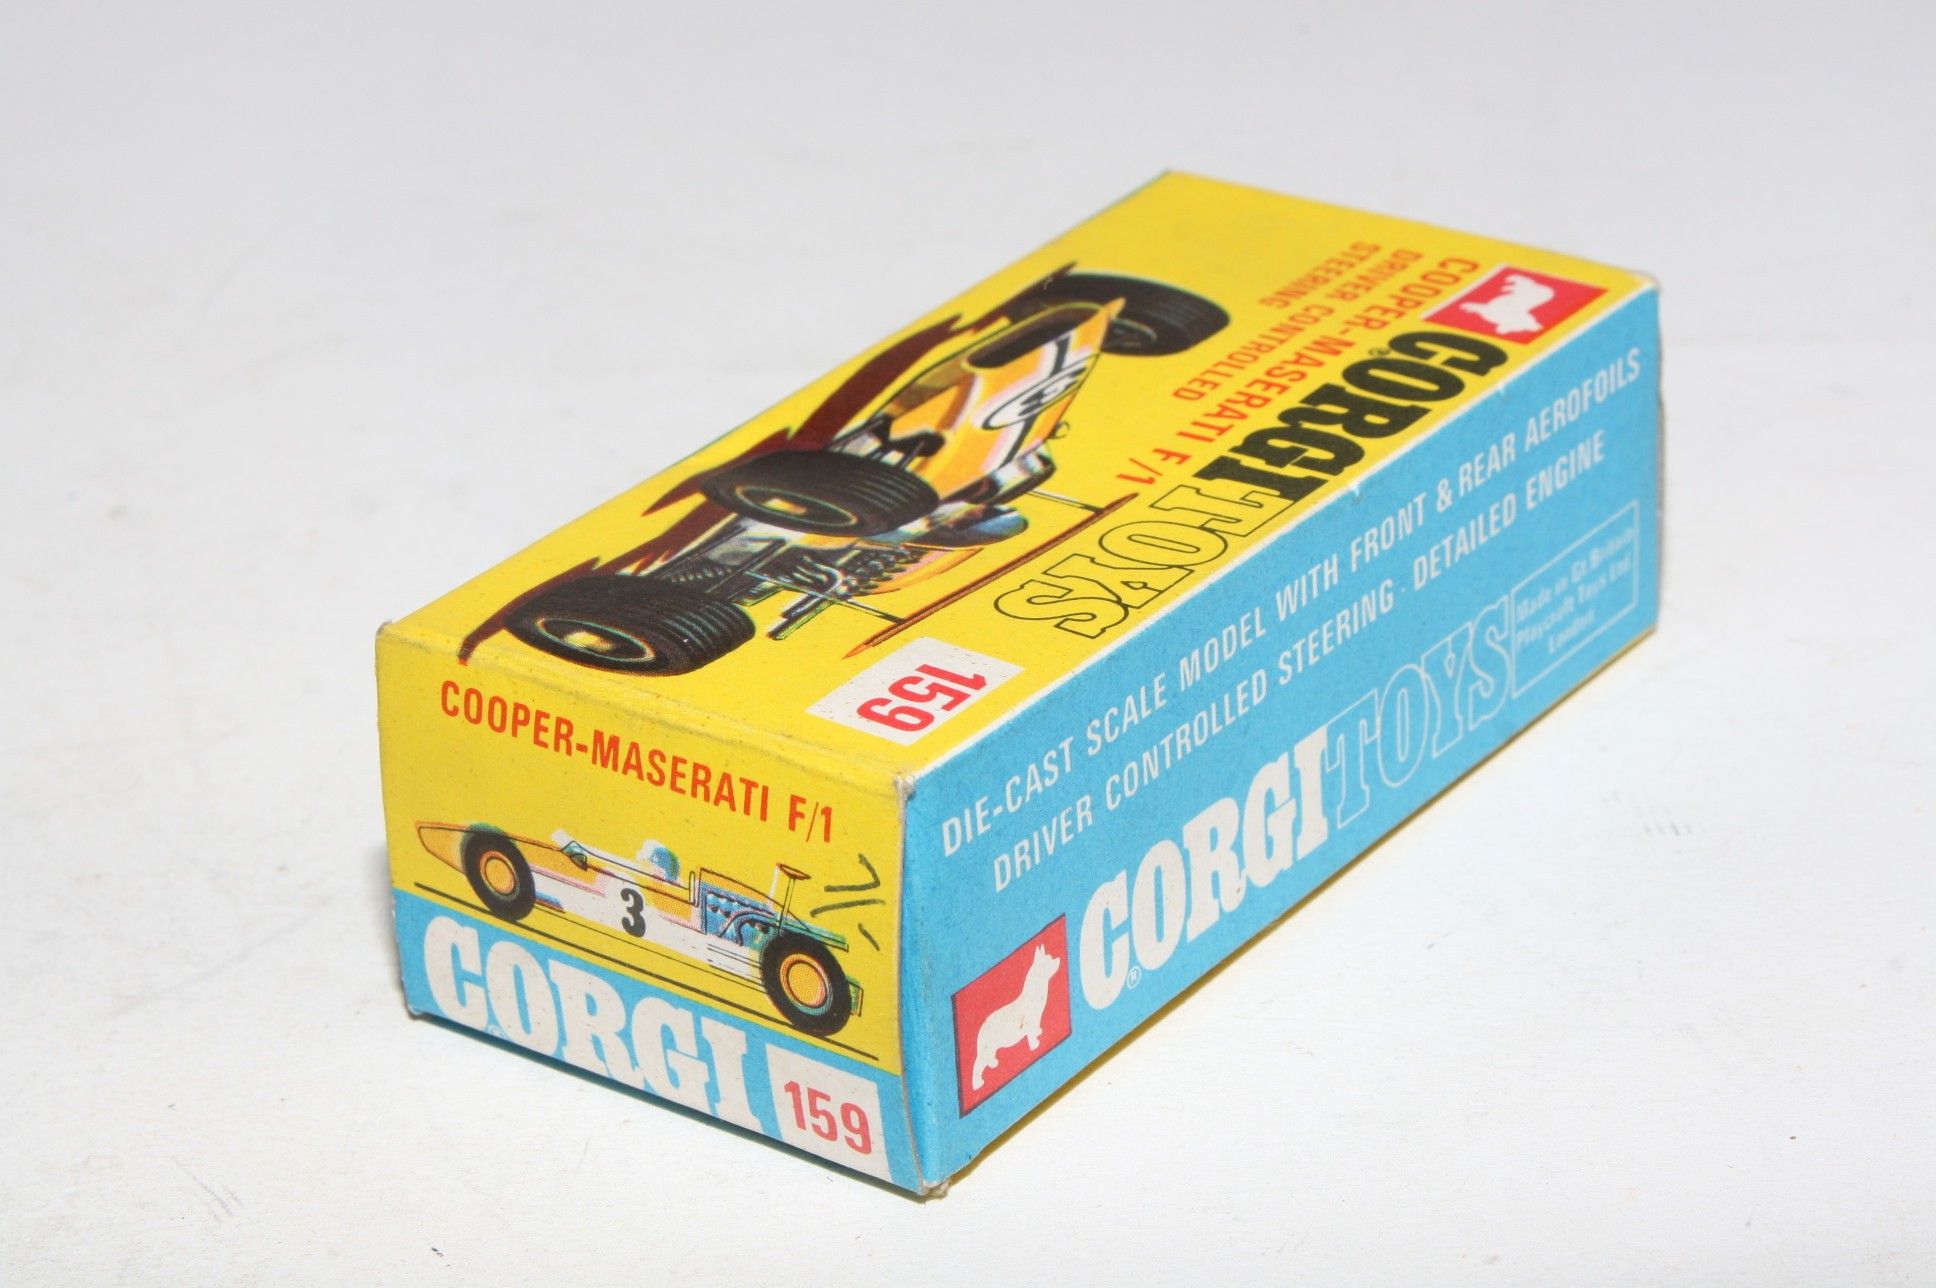 CORGI TOYS
®
COOPER-MASERATI F/1
DRIVER CONTROLLED
STEERING
3
159
COOPER-MASERATI F/1
3
CORGI
®
159
DIE-CAST SCALE MODEL WITH FRONT & REAR AEROFOILS
DRIVER CONTROLLED STEERING · DETAILED ENGINE
CORGI TOYS
®
Made in Gt. Britain
Playcraft Toys Ltd.
London